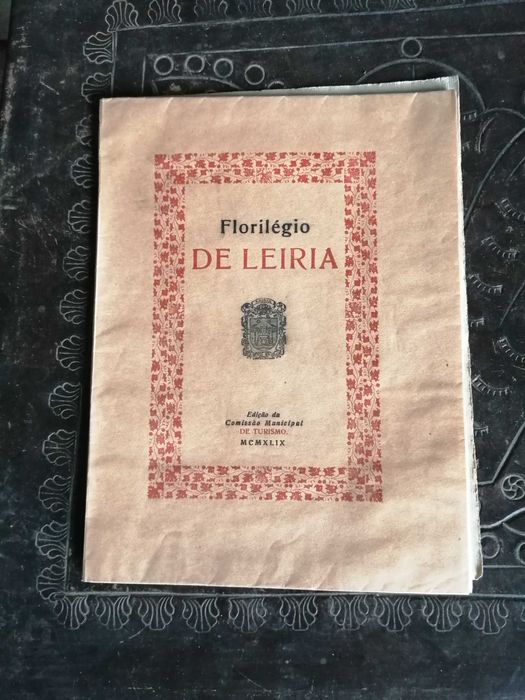 Florilégio
DE LEIRIA
Edição da
Comissão Municipal
DE TURISMO.
MCMXLIX